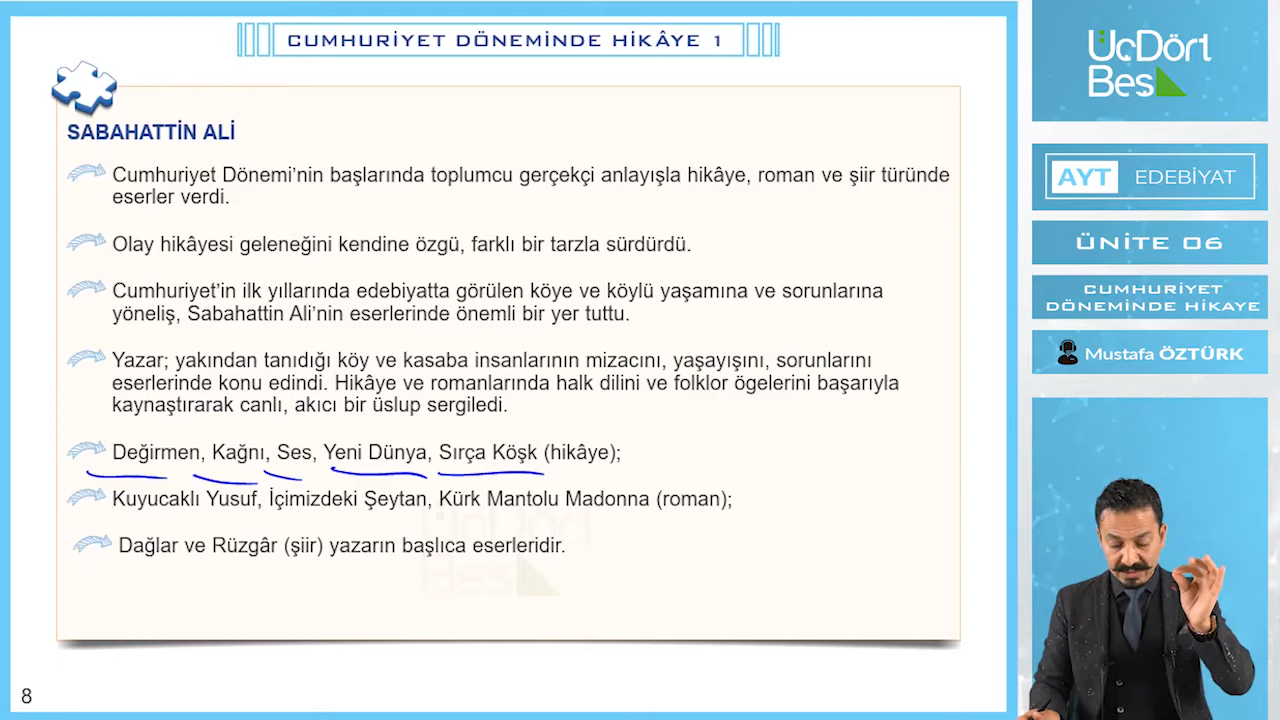 CUMHURİYET DÖNEMİNDE HİKÂYE 1
SABAHATTİN ALİ
Cumhuriyet Dönemi’nin başlarında toplumcu gerçekçi anlayışla hikâye, roman ve şiir türünde
eserler verdi.
Olay hikâyesi geleneğini kendine özgü, farklı bir tarzla sürdürdü.
Cumhuriyet’in ilk yıllarında edebiyatta görülen köye ve köylü yaşamına ve sorunlarına
yöneliş, Sabahattin Ali’nin eserlerinde önemli bir yer tuttu.
Yazar; yakından tanıdığı köy ve kasaba insanlarının mizacını, yaşayışını, sorunlarını
eserlerinde konu edindi. Hikâye ve romanlarında halk dilini ve folklor ögelerini başarıyla
kaynaştırarak canlı, akıcı bir üslup sergiledi.
Değirmen, Kağnı, Ses, Yeni Dünya, Sırça Köşk (hikâye);
Kuyucaklı Yusuf, İçimizdeki Şeytan, Kürk Mantolu Madonna (roman);
Dağlar ve Rüzgâr (şiir) yazarın başlıca eserleridir.
8
ÜçDört
Beş
AYT EDEBİYAT
ÜNİTE 06
CUMHURİYET
DÖNEMİNDE HİKAYE
Mustafa ÖZTÜRK
ÜçDört
Beş